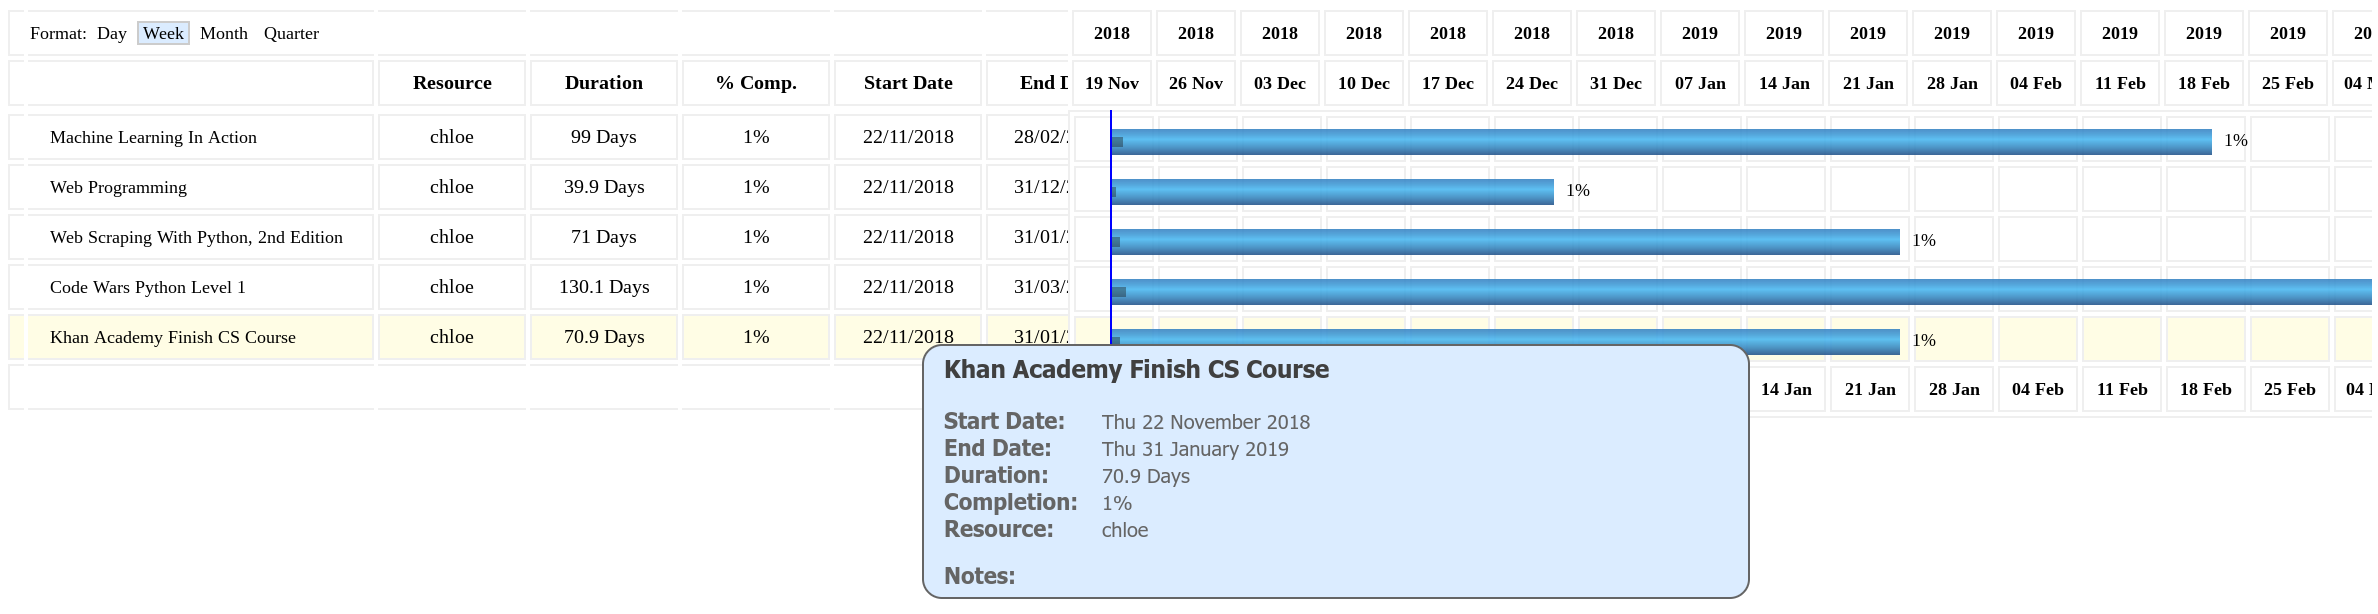 Format: Day Week Month Quarter 2018 2018 2018 2018 2018 2018 2018 2019 2019 2019 2019 2019 2019 2019 2019 20
Resource Duration % Comp. Start Date End D 19 Nov 26 Nov 03 Dec 10 Dec 17 Dec 24 Dec 31 Dec 07 Jan 14 Jan 21 Jan 28 Jan 04 Feb 11 Feb 18 Feb 25 Feb 04 M
Machine Learning In Action chloe 99 Days 1% 22/11/2018 28/02/2 1%
Web Programming chloe 39.9 Days 1% 22/11/2018 31/12/2 1%
Web Scraping With Python, 2nd Edition chloe 71 Days 1% 22/11/2018 31/01/2 1%
Code Wars Python Level 1 chloe 130.1 Days 1% 22/11/2018 31/03/2
Khan Academy Finish CS Course chloe 70.9 Days 1% 22/11/2018 31/01/2 1%
14 Jan 21 Jan 28 Jan 04 Feb 11 Feb 18 Feb 25 Feb 04 M
Khan Academy Finish CS Course
Start Date: Thu 22 November 2018
End Date: Thu 31 January 2019
Duration: 70.9 Days
Completion: 1%
Resource: chloe
Notes: